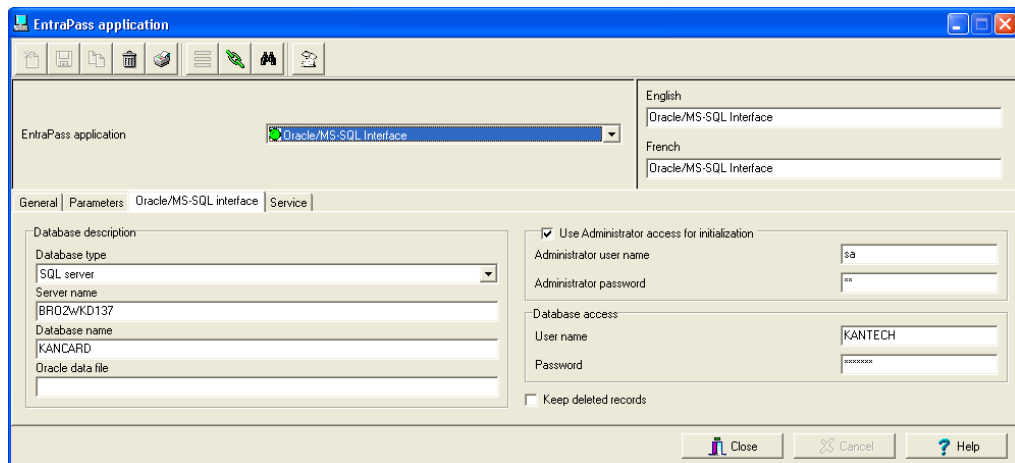 EntraPass application
English
Oracle/MS-SQL Interface
EntraPass application
Oracle/MS-SQL Interface
French
Oracle/MS-SQL Interface
General
Parameters
Oracle/MS-SQL interface
Service
Database description
Database type
SQL server
Server name
BRO2WKD137
Database name
KANCARD
Oracle data file
Use Administrator access for initialization
Administrator user name
sa
Administrator password
**
Database access
User name
KANTECH
Password
*******
Keep deleted records
Close
Cancel
Help